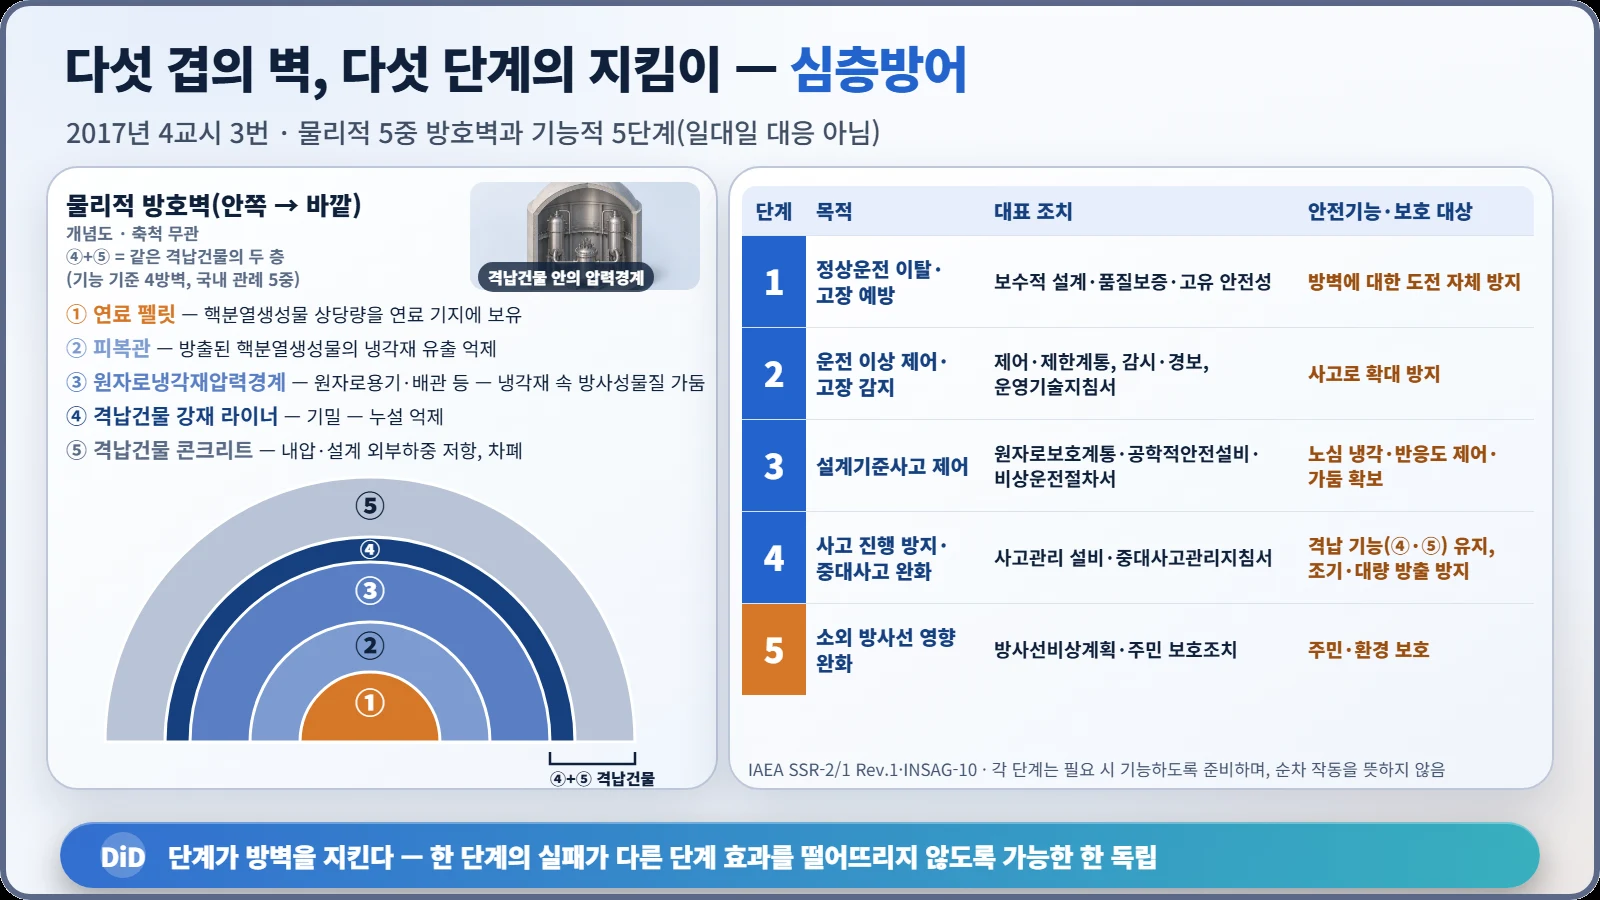 다섯 겹의 벽, 다섯 단계의 지킴이 — 심층방어
2017년 4교시 3번 · 물리적 5중 방호벽과 기능적 5단계(일대일 대응 아님)
물리적 방호벽(안쪽 → 바깥)
개념도 · 축척 무관
④+⑤ = 같은 격납건물의 두 층
(기능 기준 4방벽, 국내 관례 5중)
격납건물 안의 압력경계
① 연료 펠릿 — 핵분열생성물 상당량을 연료 기지에 보유
② 피복관 — 방출된 핵분열생성물의 냉각재 유출 억제
③ 원자로냉각재압력경계 — 원자로용기·배관 등 — 냉각재 속 방사성물질 가둠
④ 격납건물 강재 라이너 — 기밀 — 누설 억제
⑤ 격납건물 콘크리트 — 내압·설계 외부하중 저항, 차폐
⑤
④
③
②
①
④+⑤ 격납건물
단계 목적 대표 조치 안전기능·보호 대상
1
정상운전 이탈·
고장 예방
보수적 설계·품질보증·고유 안전성
방벽에 대한 도전 자체 방지
2
운전 이상 제어·
고장 감지
제어·제한계통, 감시·경보,
운영기술지침서
사고로 확대 방지
3
설계기준사고 제어
원자로보호계통·공학적안전설비·
비상운전절차서
노심 냉각·반응도 제어·
가둠 확보
4
사고 진행 방지·
중대사고 완화
사고관리 설비·중대사고관리지침서
격납 기능(④·⑤) 유지,
조기·대량 방출 방지
5
소외 방사선 영향
완화
방사선비상계획·주민 보호조치
주민·환경 보호
IAEA SSR-2/1 Rev.1·INSAG-10 · 각 단계는 필요 시 기능하도록 준비하며, 순차 작동을 뜻하지 않음
DiD 단계가 방벽을 지킨다 — 한 단계의 실패가 다른 단계 효과를 떨어뜨리지 않도록 가능한 한 독립